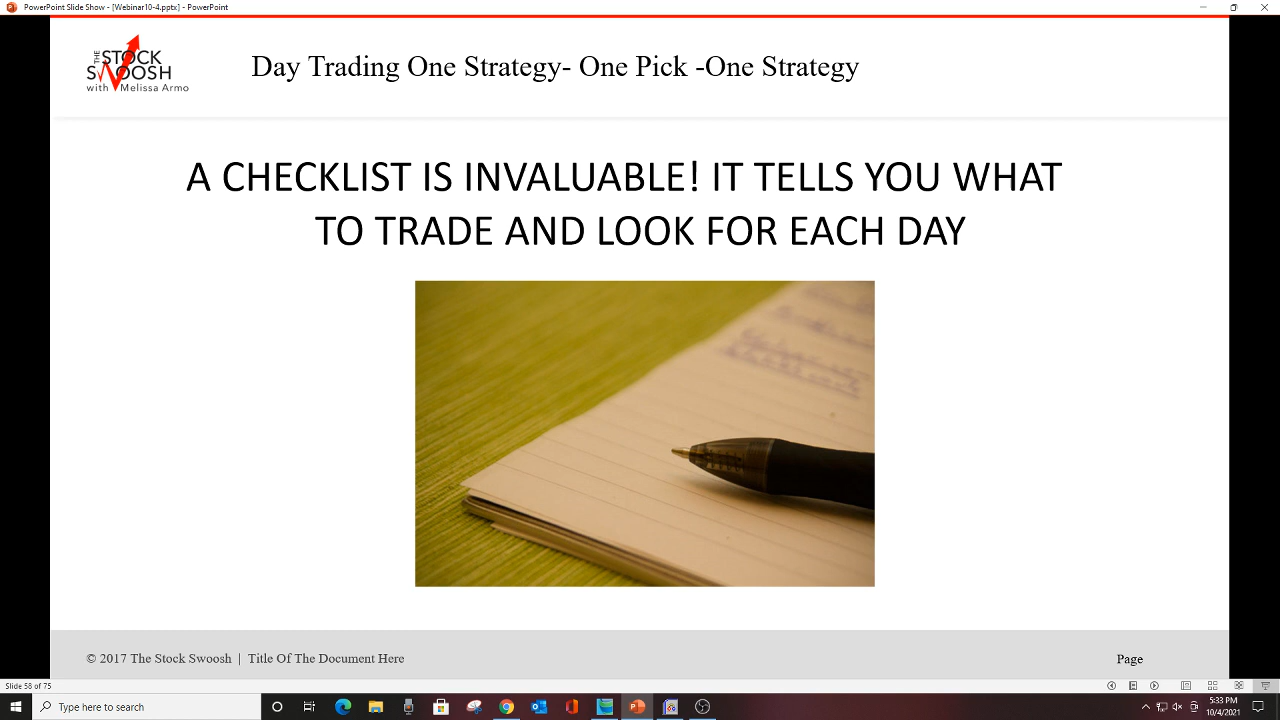 PowerPoint Slide Show - [Webinar10-4.pptx] - PowerPoint
THE
STOCK
SWOOSH
with Melissa Armo
Day Trading One Strategy- One Pick -One Strategy
A CHECKLIST IS INVALUABLE! IT TELLS YOU WHAT
TO TRADE AND LOOK FOR EACH DAY
© 2017 The Stock Swoosh | Title Of The Document Here
Page
Slide 58 of 75
Type here to search
5:33 PM
10/4/2021